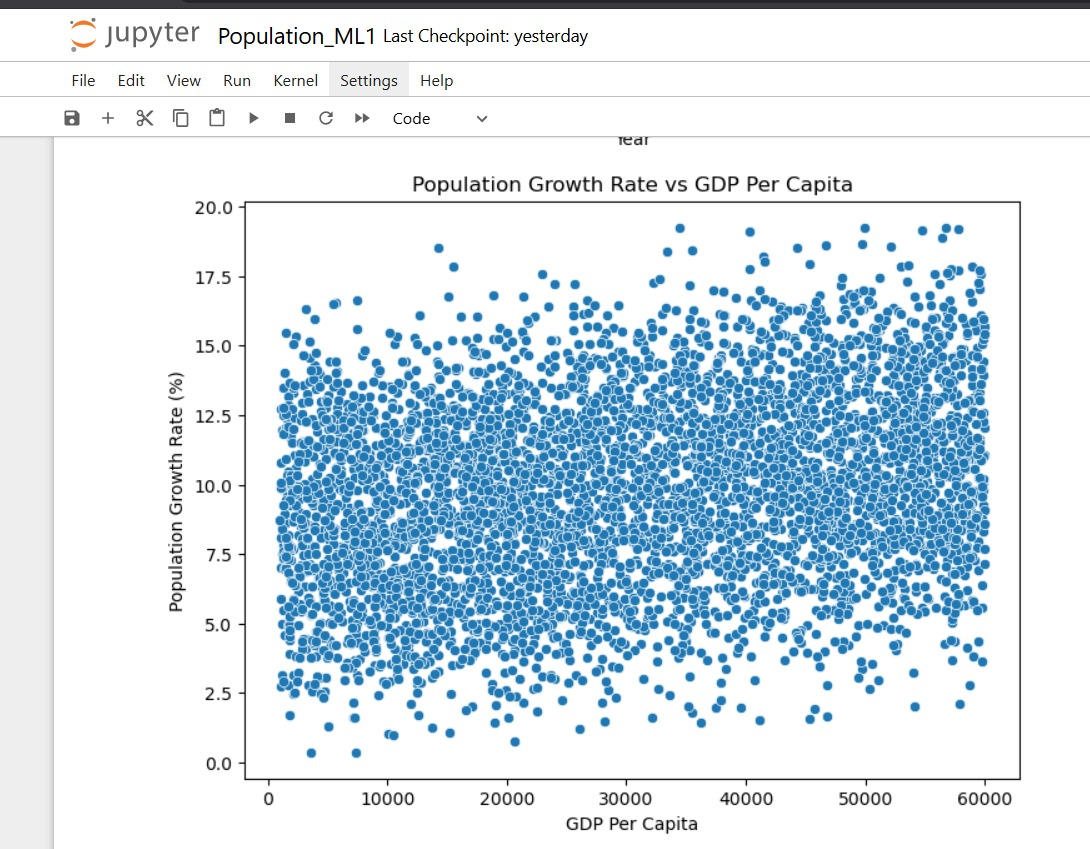 jupyter Population_ML1 Last Checkpoint: yesterday
File Edit View Run Kernel Settings Help
Code
Year
Population Growth Rate vs GDP Per Capita
20.0
17.5
15.0
12.5
10.0
7.5
5.0
2.5
0.0
Population Growth Rate (%)
0 10000 20000 30000 40000 50000 60000
GDP Per Capita